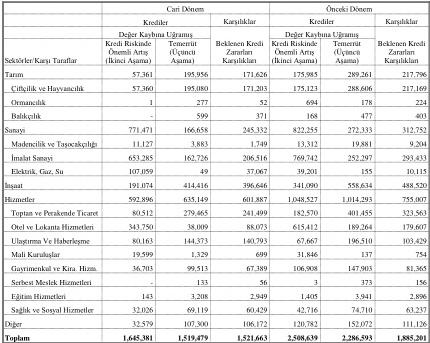 Cari Dönem Önceki Dönem
Krediler Karşılıklar Krediler Karşılıklar
Değer Kaybına Uğramış Değer Kaybına Uğramış
Sektörler/Karşı Taraflar Kredi Riskinde Önemli Artış (İkinci Aşama) Temerrüt (Üçüncü Aşama) Beklenen Kredi Zararları Karşılıkları Kredi Riskinde Önemli Artış (İkinci Aşama) Temerrüt (Üçüncü Aşama) Beklenen Kredi Zararları Karşılıkları
Tarım 57,361 195,956 171,626 175,985 289,261 217,796
Çiftçilik ve Hayvancılık 57,360 195,080 171,203 175,123 288,606 217,169
Ormancılık 1 277 52 694 178 224
Balıkçılık - 599 371 168 477 403
Sanayi 771,471 166,658 245,332 822,255 272,333 312,752
Madencilik ve Taşocakçılığı 11,127 3,883 1,749 13,312 19,881 9,204
İmalat Sanayi 653,285 162,726 206,516 769,742 252,297 293,433
Elektrik, Gaz, Su 107,059 49 37,067 39,201 155 10,115
İnşaat 191,074 414,416 396,646 341,090 558,634 488,520
Hizmetler 592,896 635,149 601,887 1,048,527 1,014,293 755,007
Toptan ve Perakende Ticaret 80,512 279,465 241,499 182,570 401,455 323,563
Otel ve Lokanta Hizmetleri 343,750 38,009 88,073 615,412 189,264 179,607
Ulaştırma Ve Haberleşme 80,163 144,373 140,793 67,667 196,510 103,429
Mali Kuruluşlar 19,599 1,329 699 31,846 137 754
Gayrimenkul ve Kira. Hizm. 36,703 99,513 67,389 106,908 147,903 81,365
Serbest Meslek Hizmetleri - 133 56 3 373 156
Eğitim Hizmetleri 143 3,208 2,949 1,405 3,941 2,896
Sağlık ve Sosyal Hizmetler 32,026 69,119 60,429 42,716 74,710 63,237
Diğer 32,579 107,300 106,172 120,782 152,072 111,126
Toplam 1,645,381 1,519,479 1,521,663 2,508,639 2,286,593 1,885,201